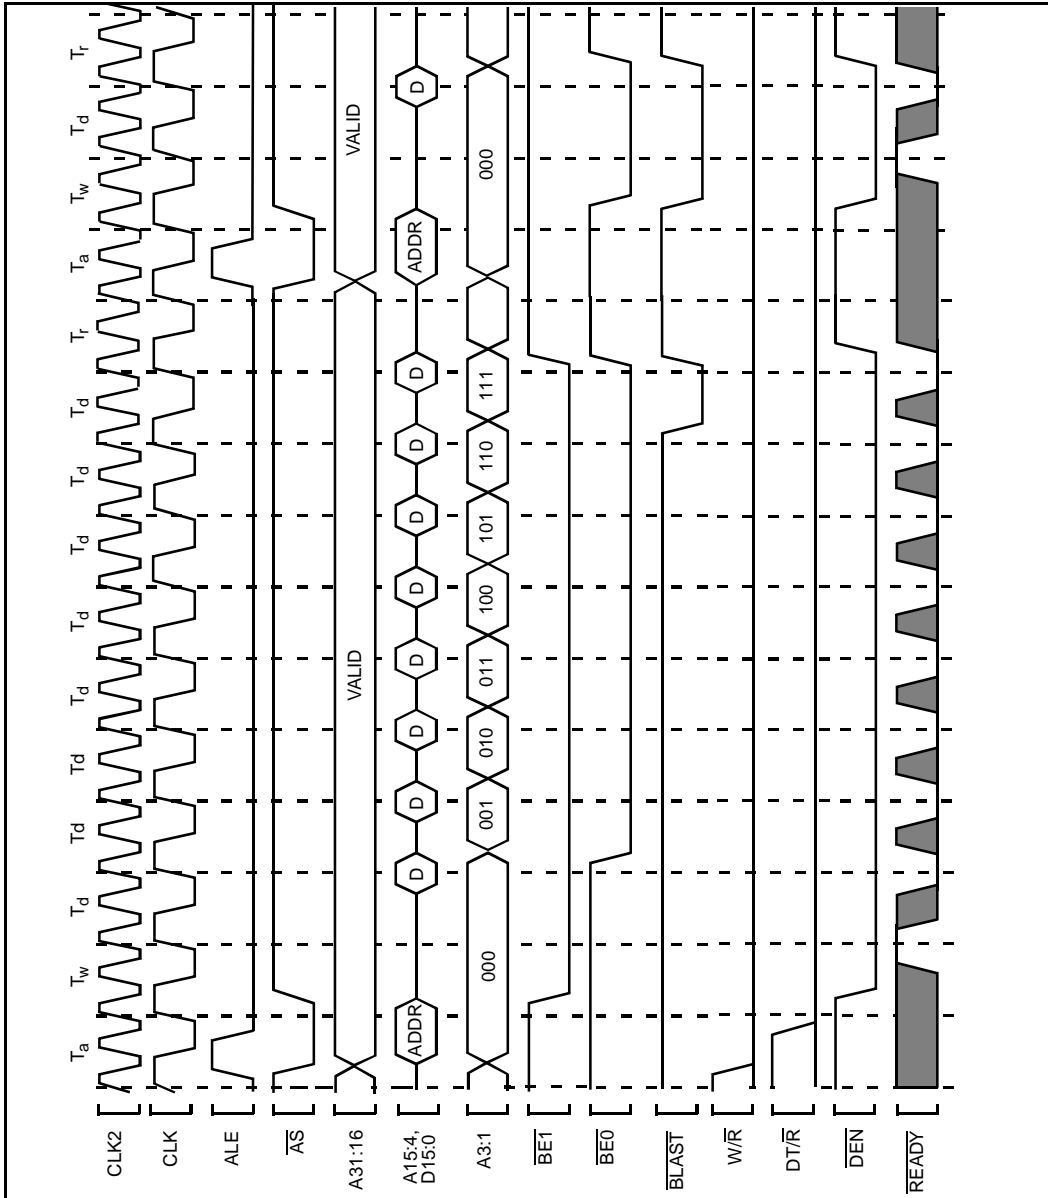 Ta Tw Td Td Td Td Td Td Td Td Tr Ta Tw Td Tr
CLK2
CLK
ALE
AS
A31:16 VALID VALID
A15:4,
D15:0
ADDR D D D D D D D D ADDR D
A3:1 000 001 010 011 100 101 110 111 000
BE1
BE0
BLAST
W/R
DT/R
DEN
READY